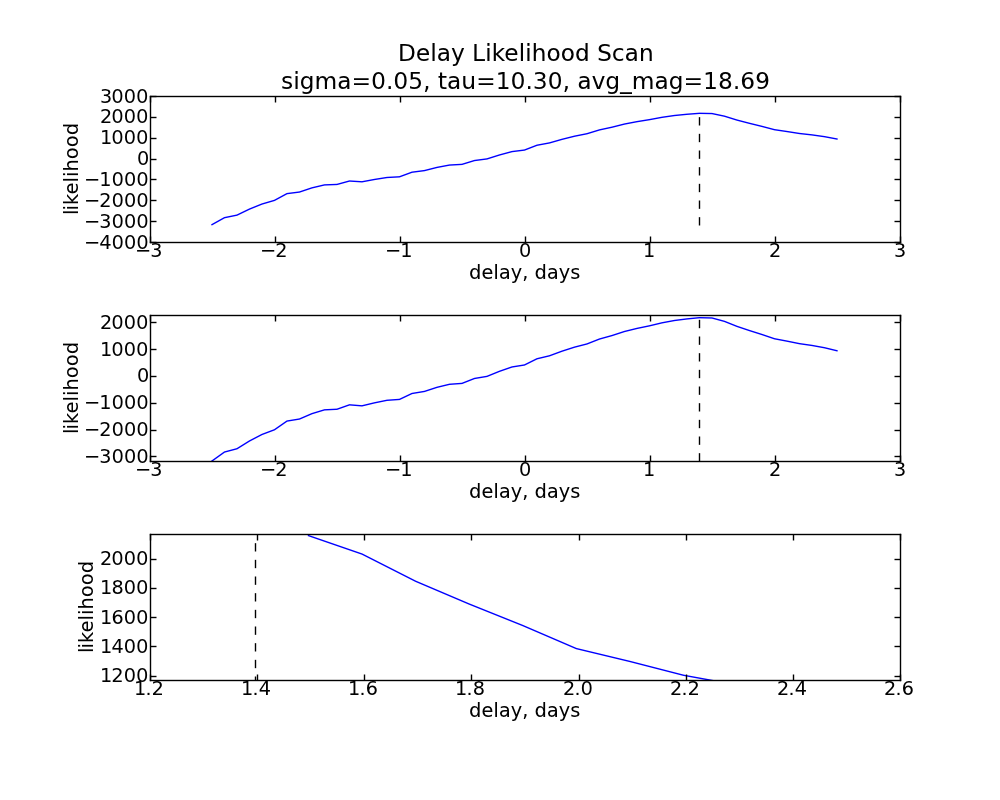 Delay Likelihood Scan
sigma=0.05, tau=10.30, avg_mag=18.69
3000
2000
1000
0
−1000
−2000
−3000
−4000
likelihood
−3 −2 −1 0 1 2 3
delay, days
2000
1000
0
−1000
−2000
−3000
likelihood
−3 −2 −1 0 1 2 3
delay, days
2000
1800
1600
1400
1200
likelihood
1.2 1.4 1.6 1.8 2.0 2.2 2.4 2.6
delay, days